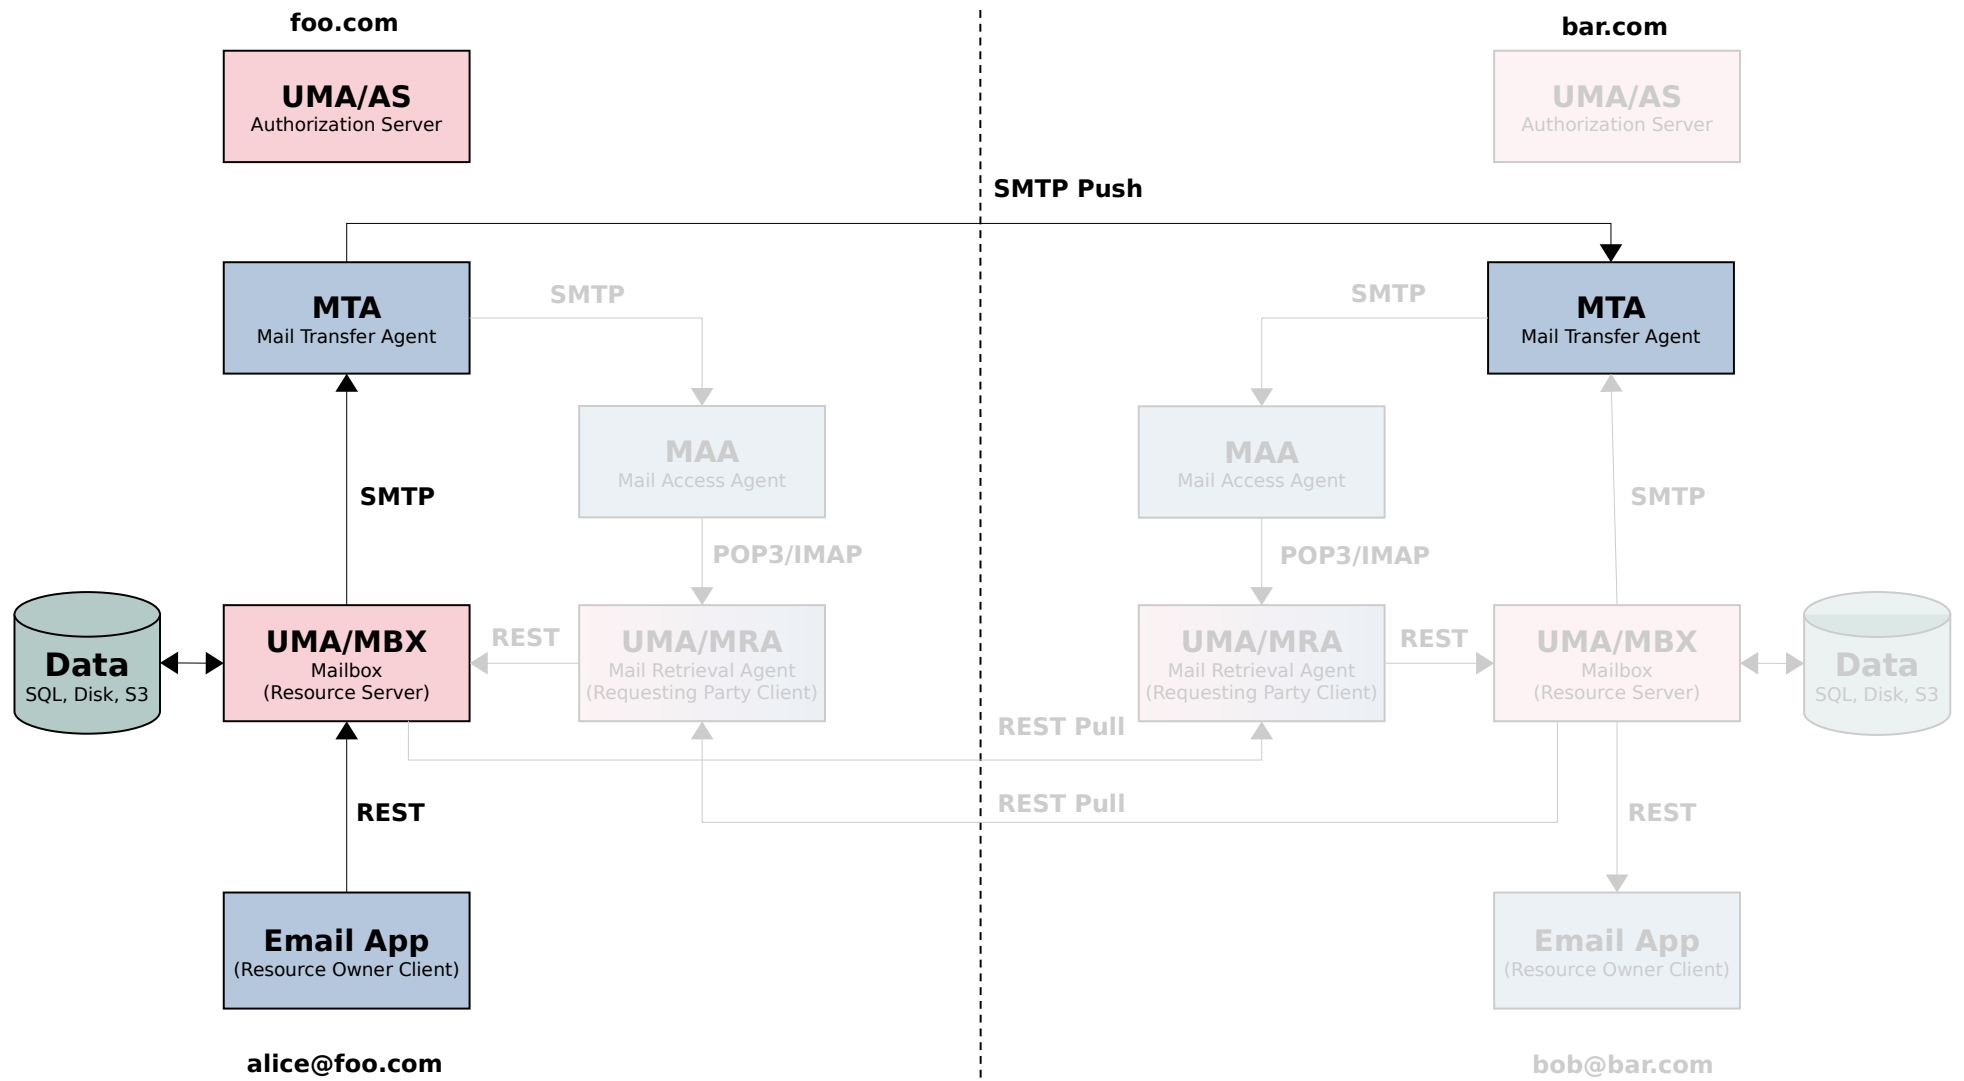 foo.com
bar.com
UMA/AS
Authorization Server
UMA/AS
Authorization Server
SMTP Push
MTA
Mail Transfer Agent
SMTP
SMTP
MTA
Mail Transfer Agent
MAA
Mail Access Agent
MAA
Mail Access Agent
SMTP
SMTP
POP3/IMAP
POP3/IMAP
Data
SQL, Disk, S3
UMA/MBX
Mailbox
(Resource Server)
REST
UMA/MRA
Mail Retrieval Agent
(Requesting Party Client)
UMA/MRA
Mail Retrieval Agent
(Requesting Party Client)
REST
UMA/MBX
Mailbox
(Resource Server)
Data
SQL, Disk, S3
REST Pull
REST Pull
REST
REST
Email App
(Resource Owner Client)
Email App
(Resource Owner Client)
alice@foo.com
bob@bar.com